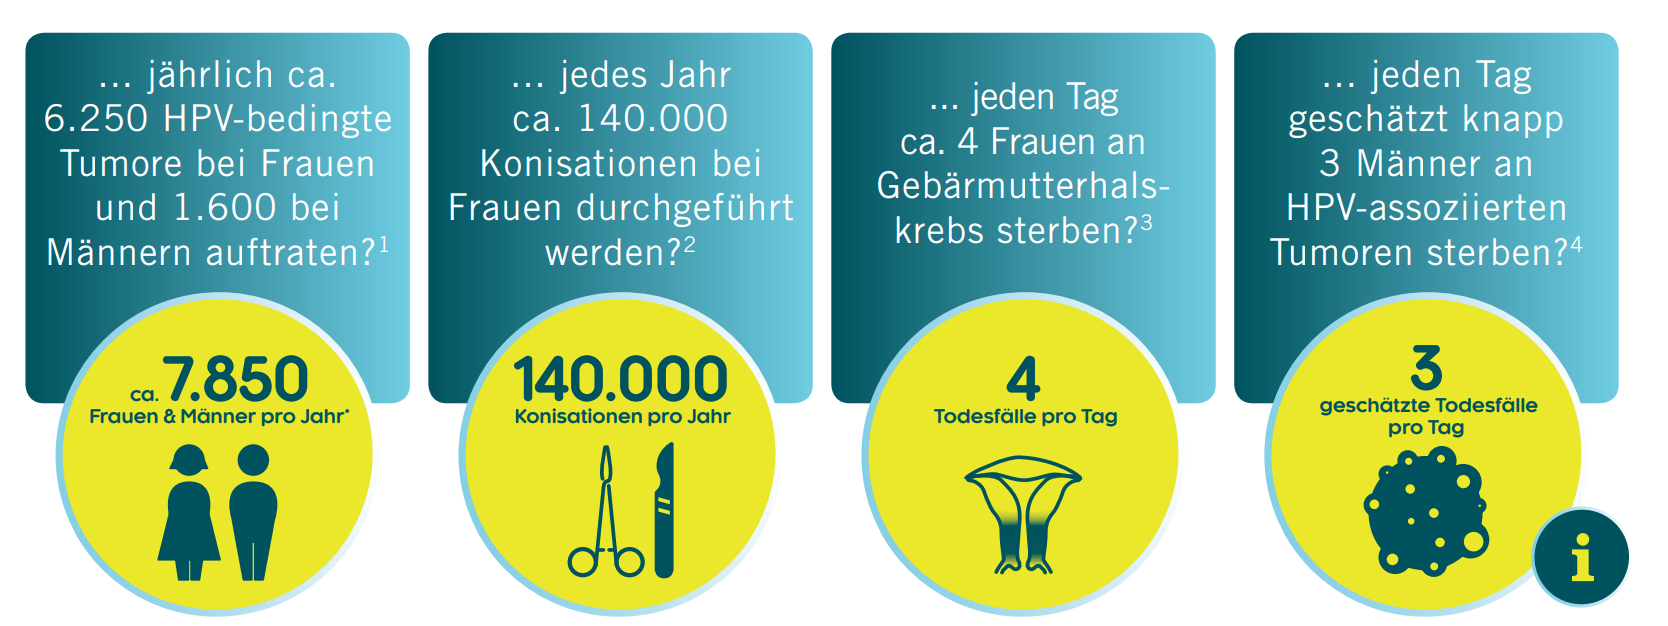 ... jährlich ca.
6.250 HPV-bedingte
Tumore bei Frauen
und 1.600 bei
Männern auftraten?1
ca. 7.850
Frauen & Männer pro Jahr*
... jedes Jahr
ca. 140.000
Konisationen bei
Frauen durchgeführt
werden?2
140.000
Konisationen pro Jahr
... jeden Tag
ca. 4 Frauen an
Gebärmutterhals-
krebs sterben?3
4
Todesfälle pro Tag
... jeden Tag
geschätzt knapp
3 Männer an
HPV-assoziierten
Tumoren sterben?4
3
geschätzte Todesfälle
pro Tag
i